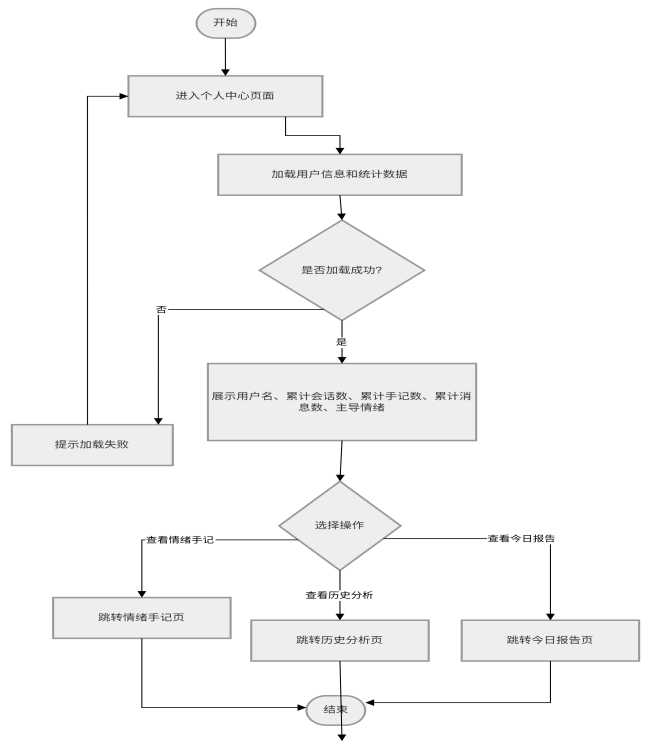 开始
进入个人中心页面
加载用户信息和统计数据
是否加载成功?
否
是
展示用户名、累计会话数、累计手记数、累计消
息数、主导情绪
提示加载失败
选择操作
查看情绪手记
查看今日报告
查看历史分析
跳转情绪手记页
跳转历史分析页
跳转今日报告页
结束